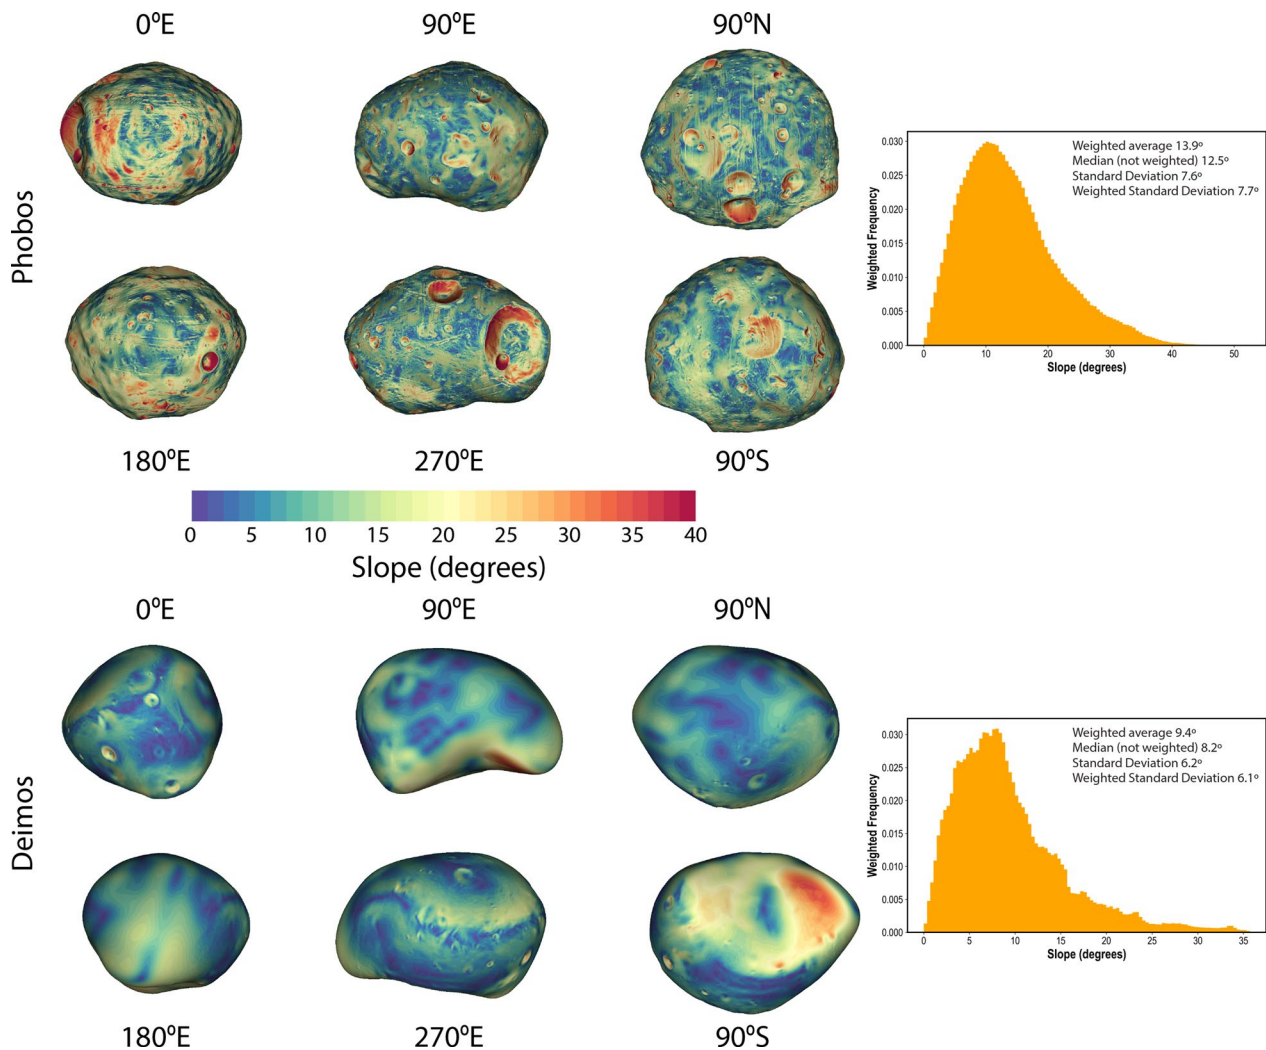 0ºE 90ºE 90ºN
Phobos
Weighted average 13.9º
Median (not weighted) 12.5º
Standard Deviation 7.6º
Weighted Standard Deviation 7.7º
Weighted Frequency
0.030
0.025
0.020
0.015
0.010
0.005
0.000
0 10 20 30 40 50
Slope (degrees)
180ºE 270ºE 90ºS
0 5 10 15 20 25 30 35 40
Slope (degrees)
0ºE 90ºE 90ºN
Deimos
Weighted average 9.4º
Median (not weighted) 8.2º
Standard Deviation 6.2º
Weighted Standard Deviation 6.1º
Weighted Frequency
0.030
0.025
0.020
0.015
0.010
0.005
0.000
0 5 10 15 20 25 30 35
Slope (degrees)
180ºE 270ºE 90ºS